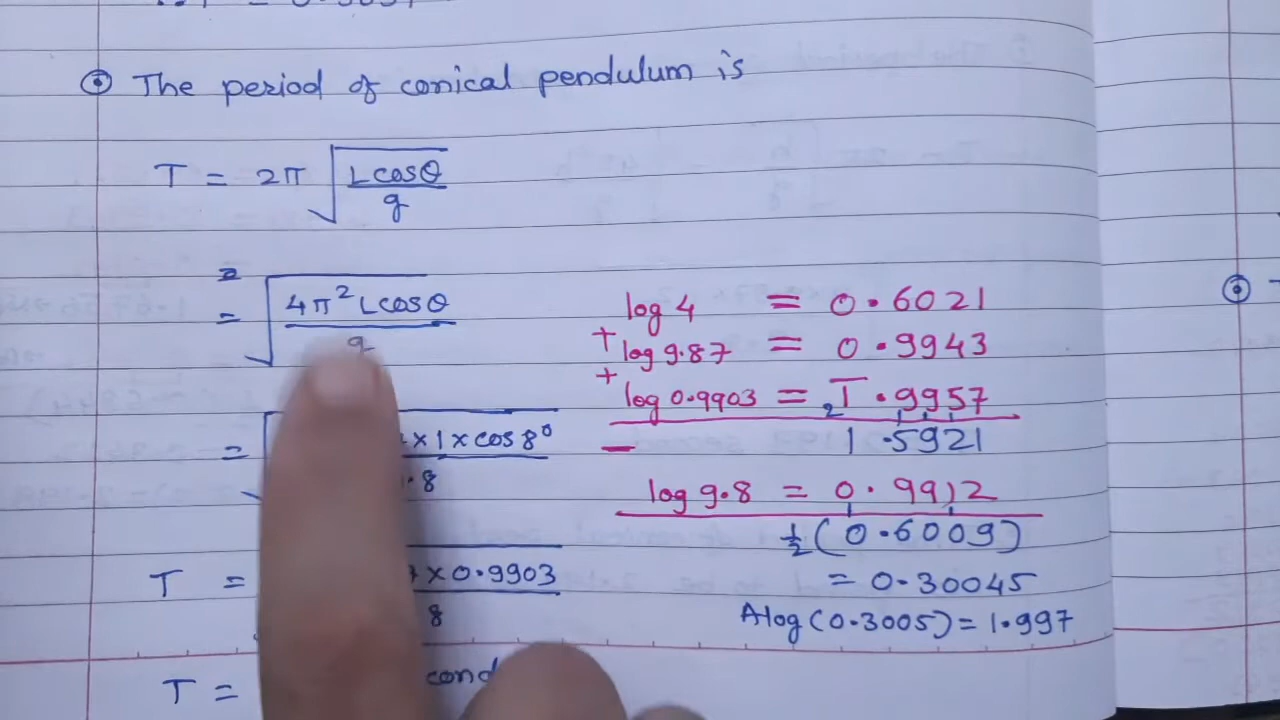 The period of conical pendulum is
T = 2π √(Lcosθ/g)
= √(4π² Lcosθ/g)
= × 1 × cos 8° / .8
T = × 0.9903 / 8
T = cond
log 4 = 0.6021
+ log 9.87 = 0.9943
+ log 0.9903 = 1̅.9957
1.5921
− log 9.8 = 0.9912
½ (0.6009)
= 0.30045
Alog (0.3005) = 1.997